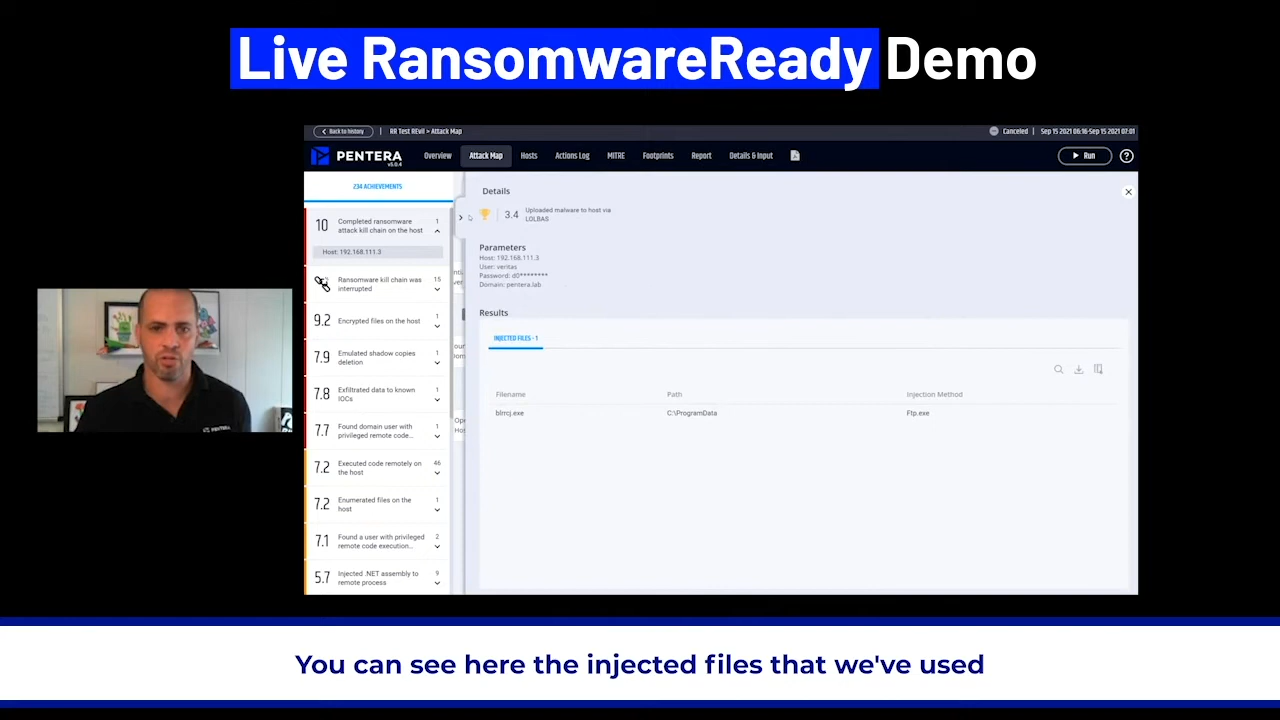 Live RansomwareReady Demo
Back to history | RR Test REvil > Attack Map
Canceled | Sep 15 2021 06:16-Sep 15 2021 07:01
PENTERA
v5.0.4
Overview Attack Map Hosts Actions Log MITRE Footprints Report Details & Input
Run
234 ACHIEVEMENTS
10 Completed ransomware 1
attack kill chain on the host
Host: 192.168.111.3
Ransomware kill chain was 15
interrupted
9.2 Encrypted files on the host 1
7.9 Emulated shadow copies 1
deletion
7.8 Exfiltrated data to known 1
IOCs
7.7 Found domain user with 1
privileged remote code...
7.2 Executed code remotely on 46
the host
7.2 Enumerated files on the 1
host
7.1 Found a user with privileged 2
remote code execution...
5.7 Injected .NET assembly to 9
remote process
Details
3.4 Uploaded malware to host via
LOLBAS
Parameters
Host: 192.168.111.3
User: veritas
Password: d0********
Domain: pentera.lab
Results
INJECTED FILES - 1
Filename Path Injection Method
blrrcj.exe C:\ProgramData Ftp.exe
PENTERA
You can see here the injected files that we've used